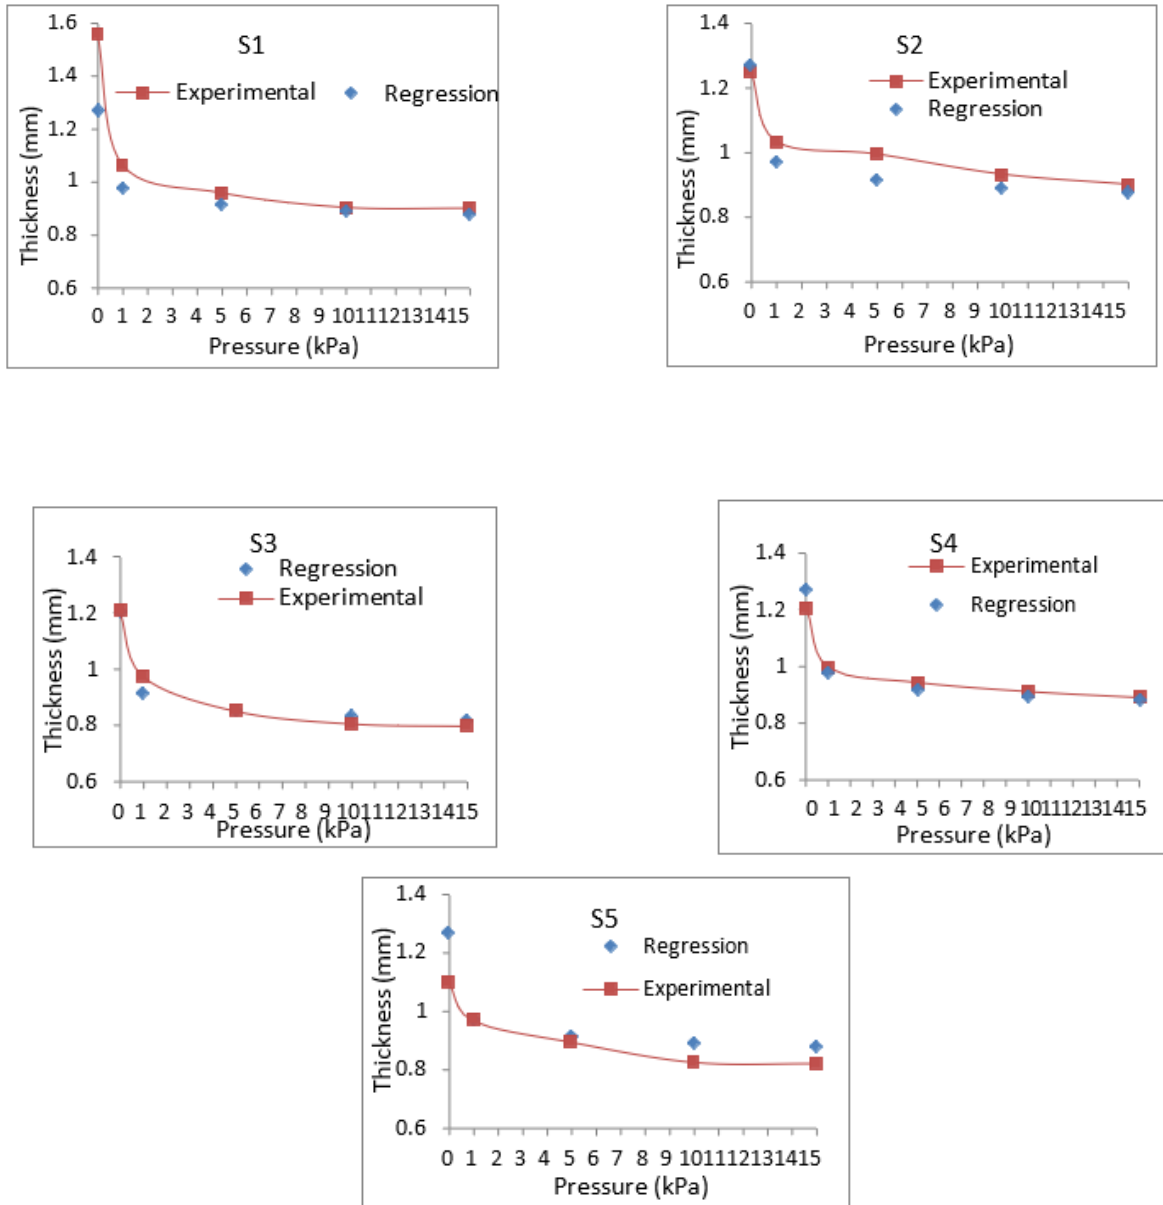 S1
Experimental Regression
1.6
1.4
1.2
1
0.8
0.6
Thickness (mm)
0 1 2 3 4 5 6 7 8 9 101112131415
Pressure (kPa)
S2
Experimental
Regression
1.4
1.2
1
0.8
0.6
Thickness (mm)
0 1 2 3 4 5 6 7 8 9 101112131415
Pressure (kPa)
S3
Regression
Experimental
1.4
1.2
1
0.8
0.6
Thickness (mm)
0 1 2 3 4 5 6 7 8 9 101112131415
Pressure (kPa)
S4
Experimental
Regression
1.4
1.2
1
0.8
0.6
Thickness (mm)
0 1 2 3 4 5 6 7 8 9 101112131415
Pressure (kPa)
S5
Regression
Experimental
1.4
1.2
1
0.8
0.6
Thickness (mm)
0 1 2 3 4 5 6 7 8 9 101112131415
Pressure (kPa)